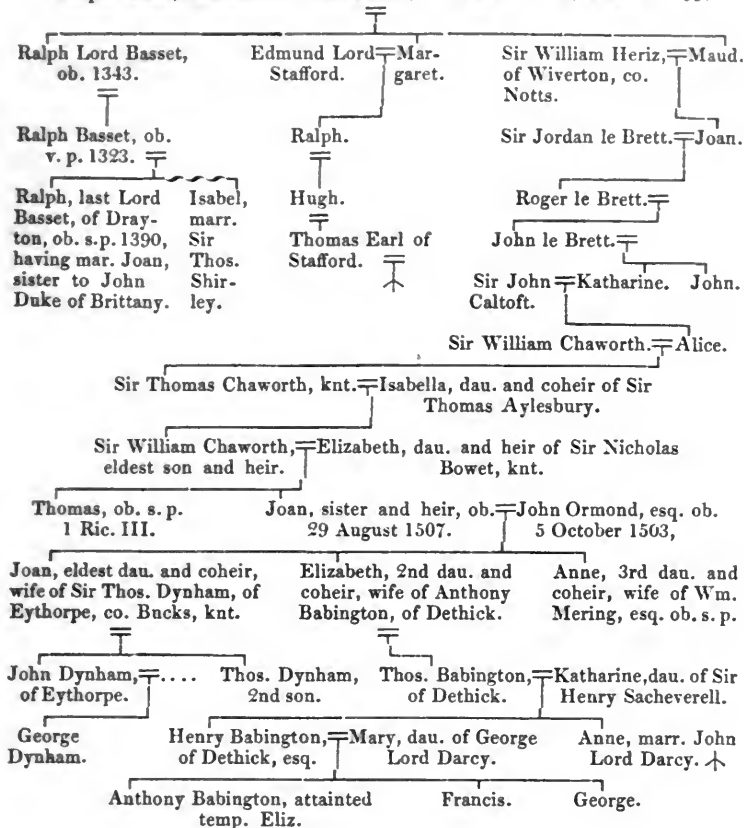 Ralph Lord Basset, ob. 1343.
Edmund Lord Stafford. Margaret.
Sir William Heriz, of Wiverton, co. Notts. Maud.
Ralph Basset, ob. v. p. 1323.
Ralph.
Sir Jordan le Brett. Joan.
Ralph, last Lord
Basset, of Dray-
ton, ob. s.p. 1390,
having mar. Joan,
sister to John
Duke of Brittany.
Isabel,
marr.
Sir
Thos.
Shir-
ley.
Hugh.
Thomas Earl of
Stafford.
Roger le Brett.
John le Brett.
Sir John Caltoft. Katharine. John.
Sir William Chaworth. Alice.
Sir Thomas Chaworth, knt. Isabella, dau. and coheir of Sir
Thomas Aylesbury.
Sir William Chaworth,
eldest son and heir.
Elizabeth, dau. and heir of Sir Nicholas
Bowet, knt.
Thomas, ob. s. p.
1 Ric. III.
Joan, sister and heir, ob.
29 August 1507.
John Ormond, esq. ob.
5 October 1503,
Joan, eldest dau. and coheir,
wife of Sir Thos. Dynham, of
Eythorpe, co. Bucks, knt.
Elizabeth, 2nd dau. and
coheir, wife of Anthony
Babington, of Dethick.
Anne, 3rd dau. and
coheir, wife of Wm.
Mering, esq. ob. s. p.
John Dynham, ....
of Eythorpe.
Thos. Dynham,
2nd son.
Thos. Babington,
of Dethick.
Katharine, dau. of Sir
Henry Sacheverell.
George
Dynham.
Henry Babington,
of Dethick, esq.
Mary, dau. of George
Lord Darcy.
Anne, marr. John
Lord Darcy.
Anthony Babington, attainted
temp. Eliz.
Francis.
George.